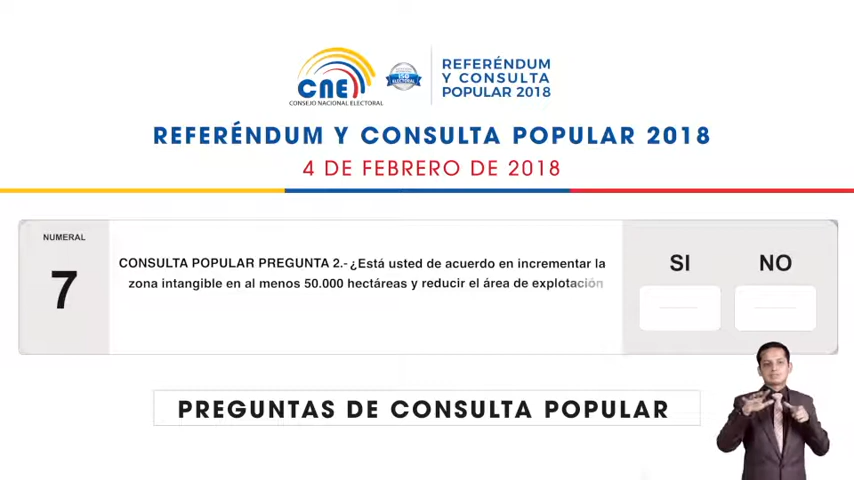 CNE
CONSEJO NACIONAL ELECTORAL
REFERÉNDUM
Y CONSULTA
POPULAR 2018
REFERÉNDUM Y CONSULTA POPULAR 2018
4 DE FEBRERO DE 2018
NUMERAL
7
CONSULTA POPULAR PREGUNTA 2.- ¿Está usted de acuerdo en incrementar la
zona intangible en al menos 50.000 hectáreas y reducir el área de explotación
SI
NO
PREGUNTAS DE CONSULTA POPULAR